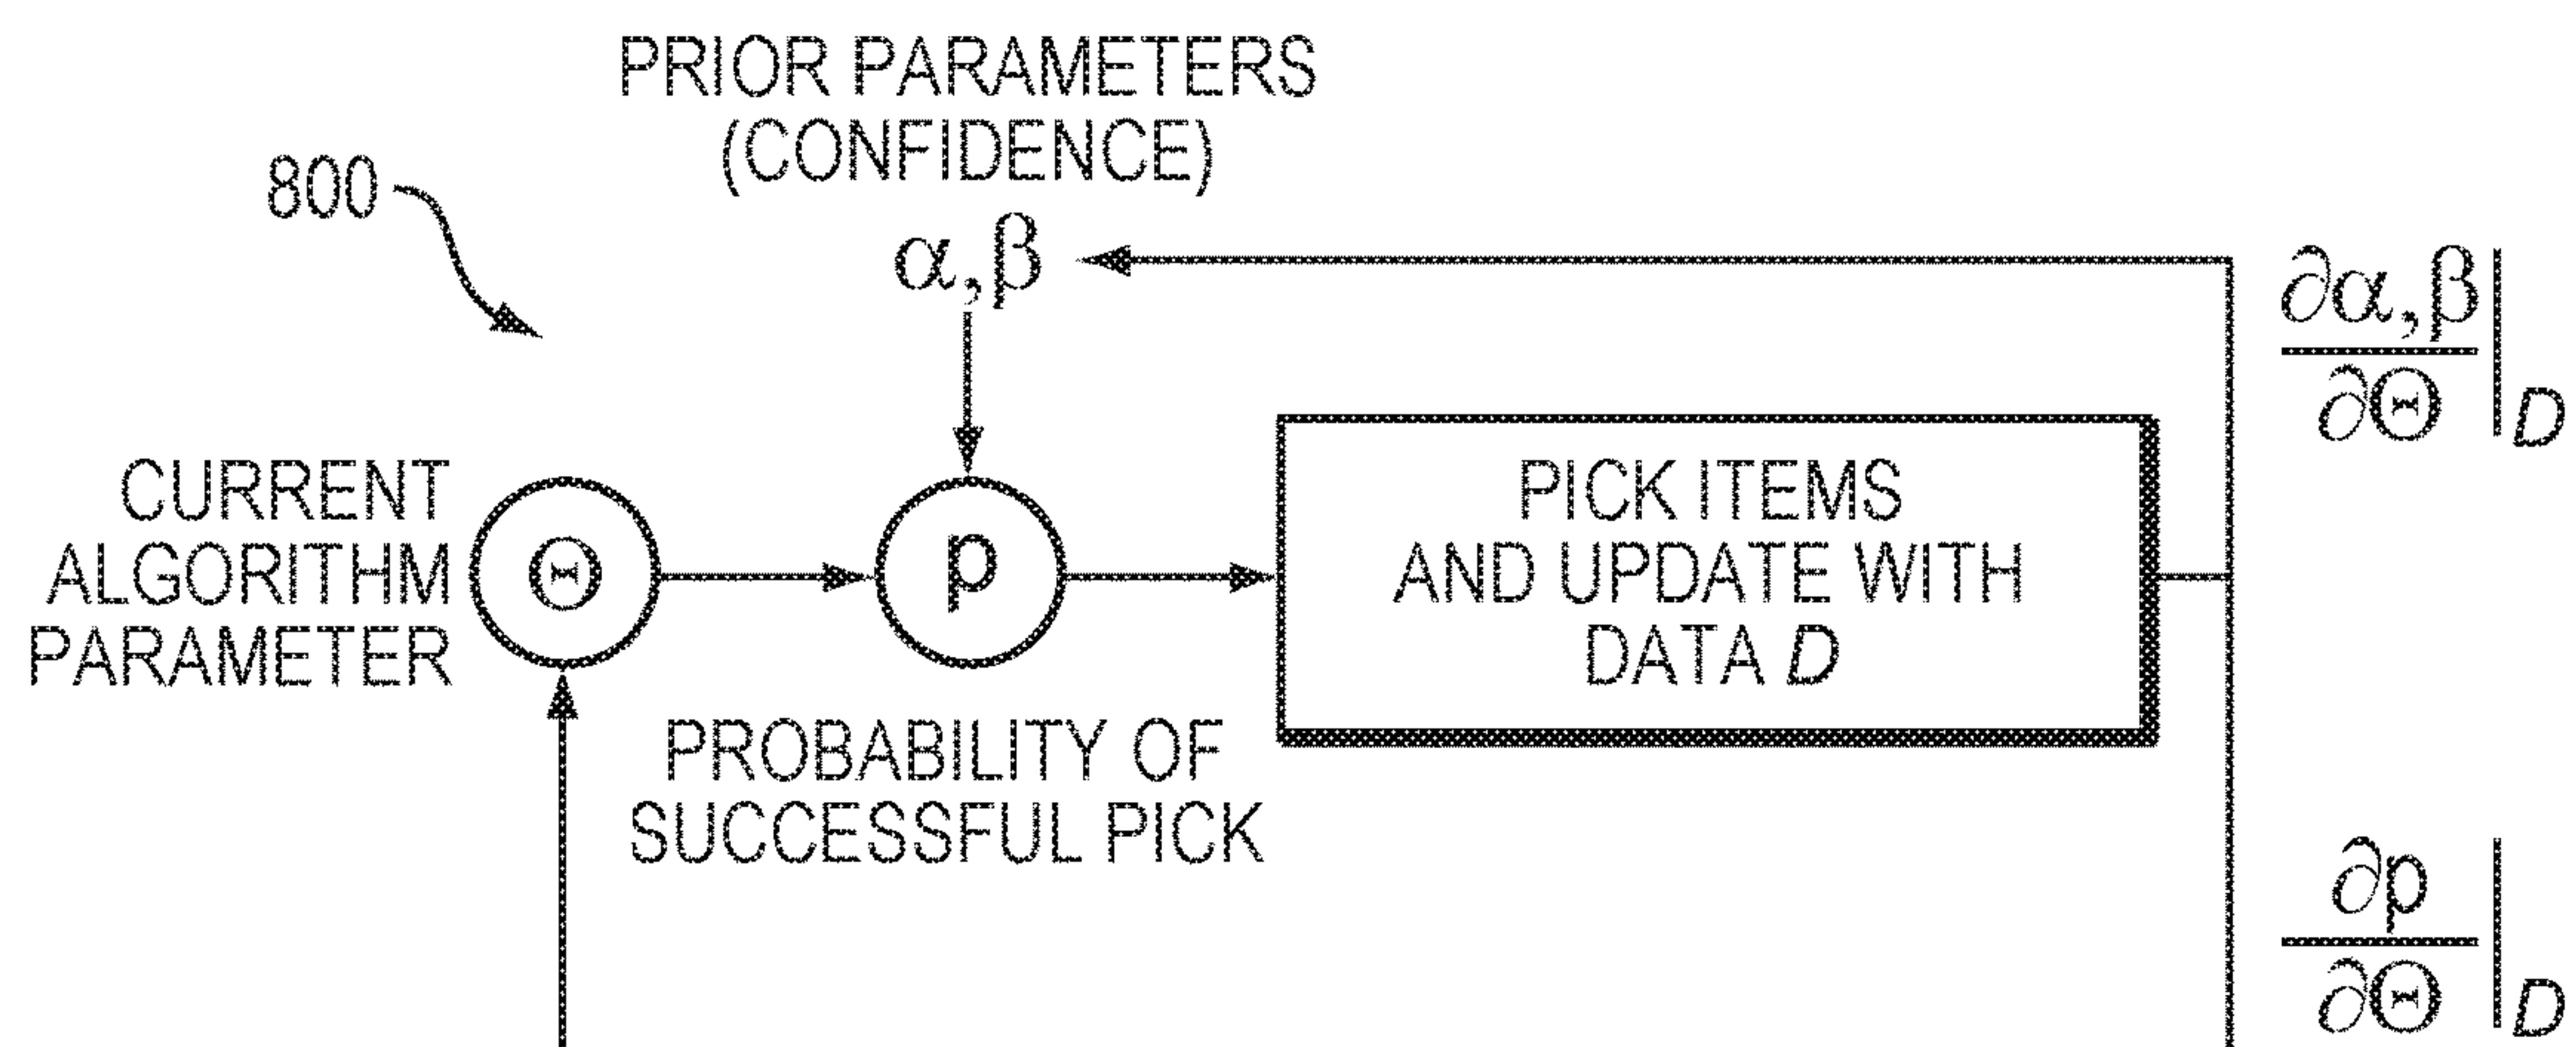 PRIOR PARAMETERS
(CONFIDENCE)
800
α,β
∂α,β
∂Θ
D
CURRENT
ALGORITHM
PARAMETER
Θ
p
PICK ITEMS
AND UPDATE WITH
DATA D
PROBABILITY OF
SUCCESSFUL PICK
∂p
∂Θ
D